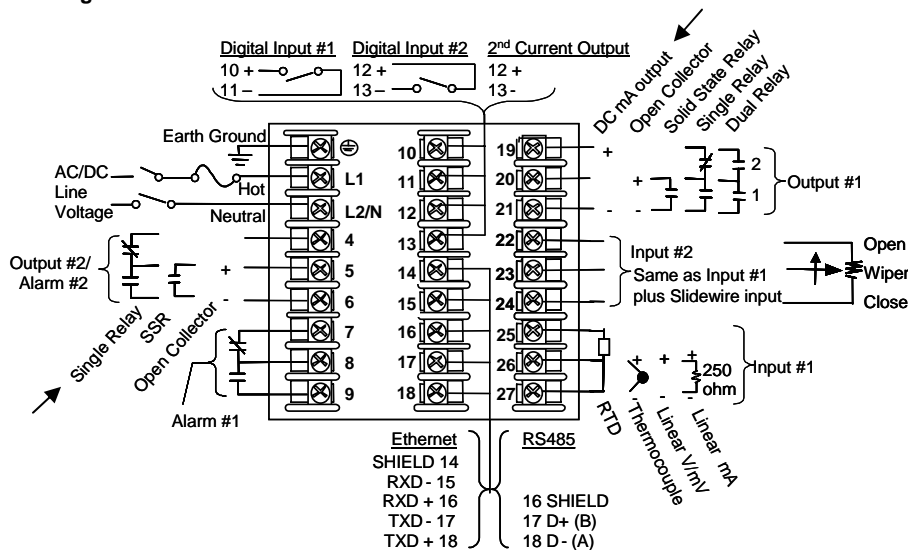 Digital Input #1
10 +
11 –
Digital Input #2
12 +
13 –
2nd Current Output
12 +
13 -
DC mA output
Open Collector
Solid State Relay
Single Relay
Dual Relay
Earth Ground
AC/DC
Line
Voltage
Hot
Neutral
L1
L2/N
4
5
6
7
8
9
10
11
12
13
14
15
16
17
18
19
20
21
22
23
24
25
26
27
+
-
+
-
2
1
Output #1
Output #2/
Alarm #2
+
-
Single Relay
SSR
Open Collector
Alarm #1
Input #2
Same as Input #1
plus Slidewire input
Open
Wiper
Close
+
-
+
-
+
-
250
ohm
Input #1
RTD
Thermocouple
Linear V/mV
Linear mA
Ethernet
SHIELD 14
RXD - 15
RXD + 16
TXD - 17
TXD + 18
RS485
16 SHIELD
17 D+ (B)
18 D - (A)